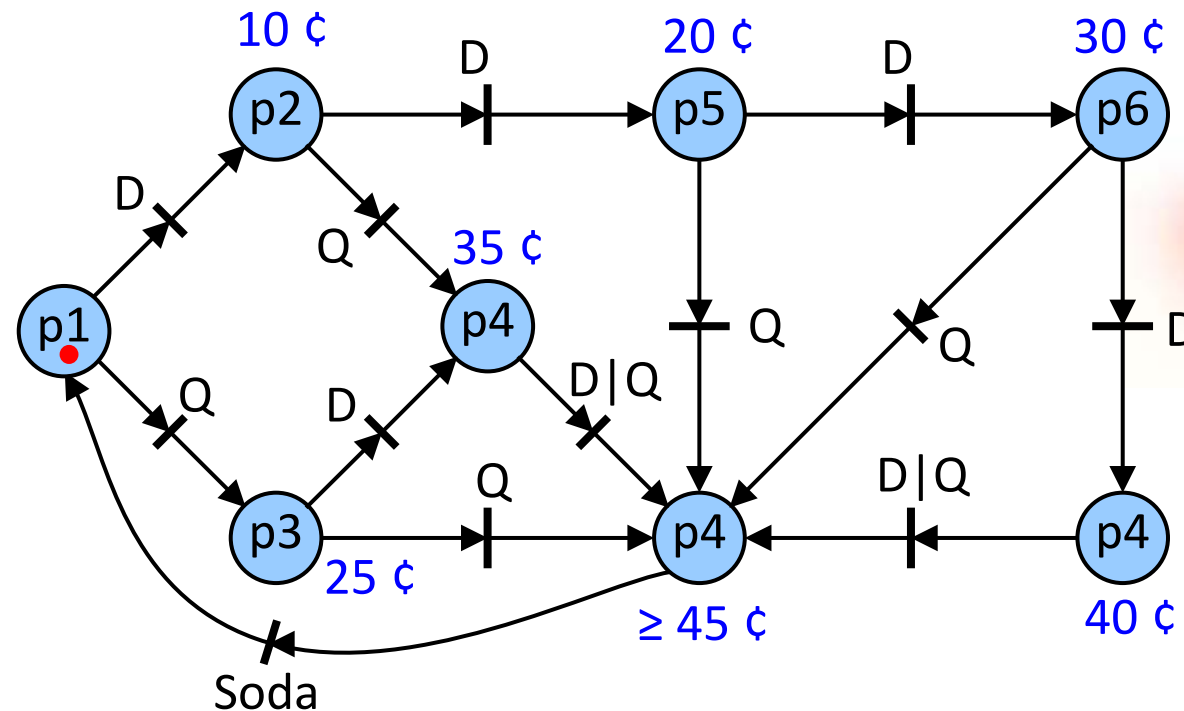 10 ¢
20 ¢
30 ¢
D
D
p2
p5
p6
D
Q
35 ¢
p1
p4
Q
Q
D
D|Q
Q
D
Q
D|Q
p3
p4
p4
25 ¢
≥ 45 ¢
40 ¢
Soda